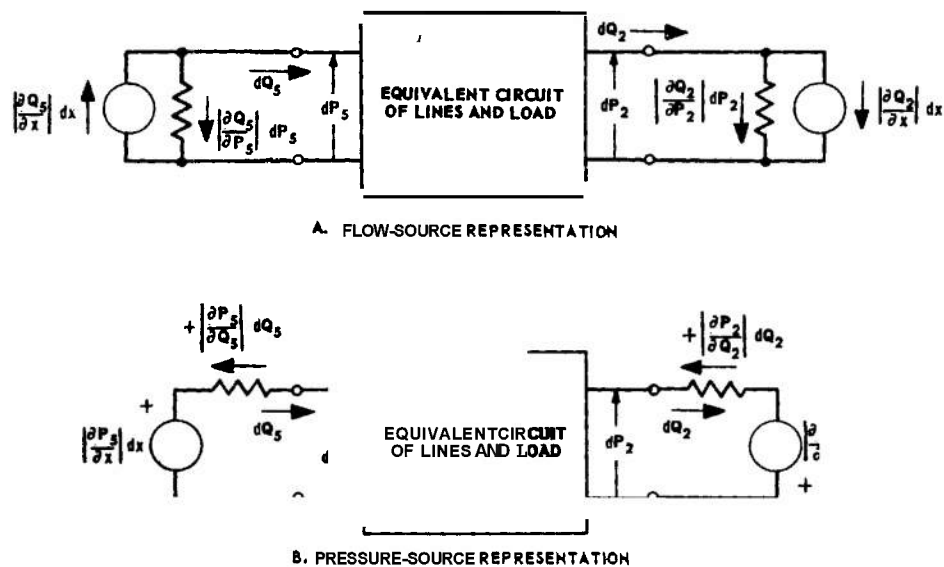 dQ₂
|∂Q₅/∂x| dx
dQ₅
|∂Q₅/∂P₅| dP₅
dP₅
EQUIVALENT CIRCUIT
OF LINES AND LOAD
dP₂
|∂Q₂/∂P₂| dP₂
|∂Q₂/∂x| dx
A. FLOW-SOURCE REPRESENTATION
+|∂P₅/∂Q₅| dQ₅
+|∂P₂/∂Q₂| dQ₂
+
|∂P₅/∂x| dx
dQ₅
d
EQUIVALENTCIRCUIT
OF LINES AND LOAD
dP₂
dQ₂
+
B. PRESSURE-SOURCE REPRESENTATION